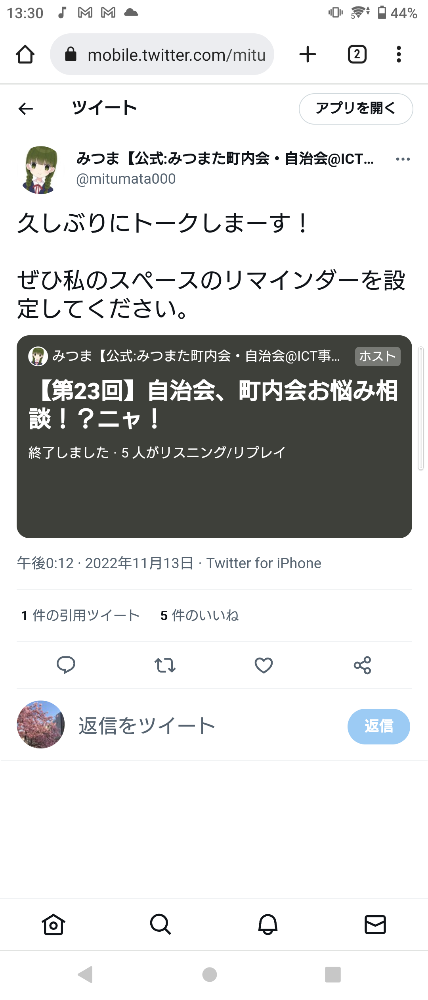 13:30
5
44%
mobile.twitter.com/mitu
2
ツイート
アプリを開く
みつま【公式:みつまた町内会・自治会@ICT…
@mitumata000
久しぶりにトークしまーす！
ぜひ私のスペースのリマインダーを設
定してください。
みつま【公式:みつまた町内会・自治会@ICT事…
ホスト
【第23回】自治会、町内会お悩み相
談！？ニャ！
終了しました · 5 人がリスニング/リプレイ
午後0:12 · 2022年11月13日 · Twitter for iPhone
1 件の引用ツイート 5 件のいいね
返信をツイート
返信